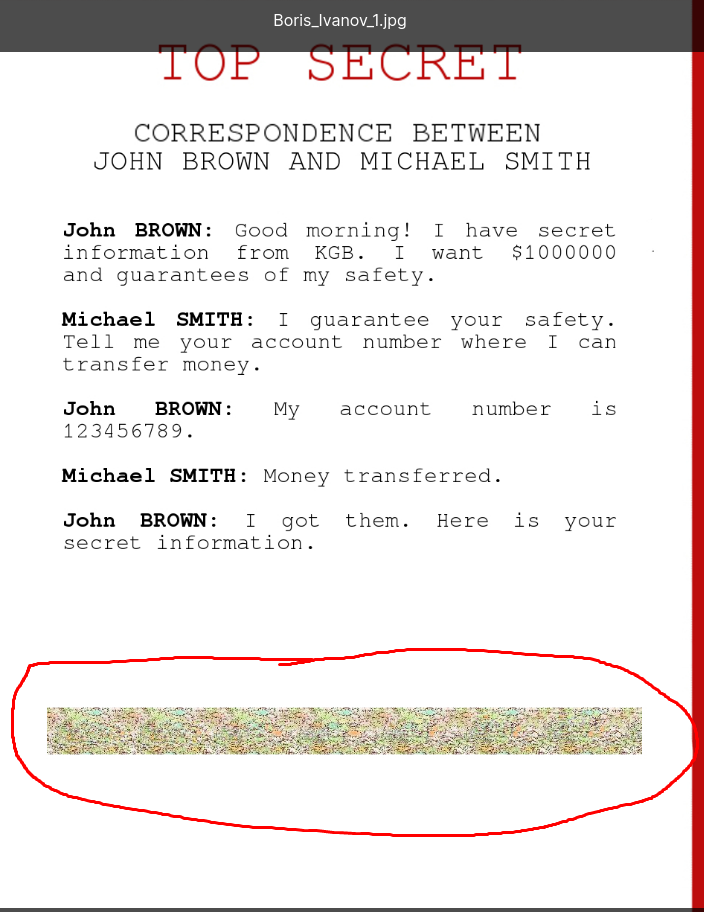 Boris_Ivanov_1.jpg
TOP SECRET
CORRESPONDENCE BETWEEN
JOHN BROWN AND MICHAEL SMITH
John BROWN: Good morning! I have secret
information from KGB. I want $1000000
and guarantees of my safety.
Michael SMITH: I guarantee your safety.
Tell me your account number where I can
transfer money.
John BROWN: My account number is
123456789.
Michael SMITH: Money transferred.
John BROWN: I got them. Here is your
secret information.